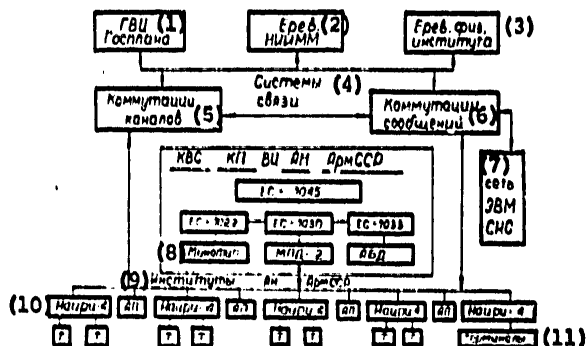 ГВЦ (1)
Госплана
Ерев. (2)
НИИММ
Ерев. физ. (3)
института
Системы (4)
связи
Коммутации
каналов (5)
Коммутации
сообщений (6)
(7)
сеть
ЭВМ
СНС
КВС КП ВЦ АН АрмССР
ЕС - 1045
ЕС - 1022 ЕС - 1030 ЕС - 1033
(8) МПД - 2 АБД
(9) Институты АН АрмССР
(10) Наири-4 АП Наири-4 АП Наири 4 АП Наири 4 АП Наири-4
Т Т Т Т Т Т Т Т Терминалы (11)